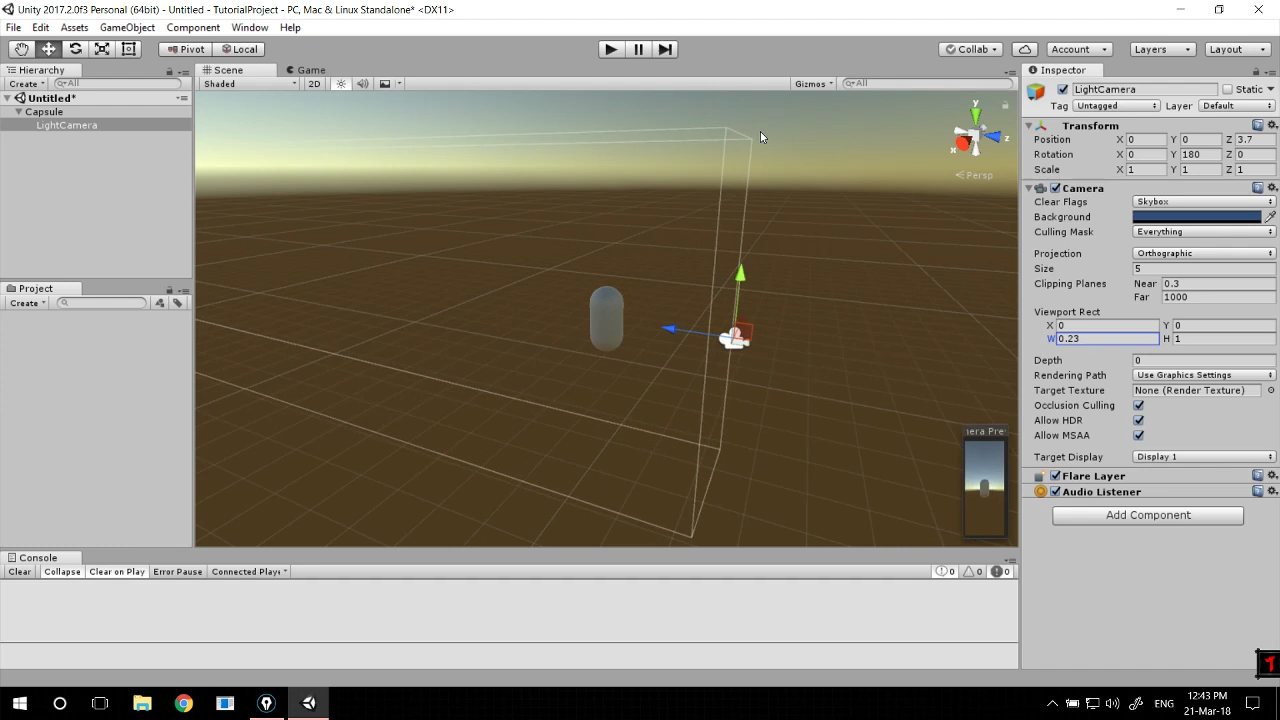 Unity 2017.2.0f3 Personal (64bit) - Untitled - TutorialProject - PC, Mac & Linux Standalone* <DX11>
File Edit Assets GameObject Component Window Help
Pivot Local Collab Account Layers Layout
Hierarchy Scene Game Inspector
Create All Shaded 2D Gizmos All LightCamera Static
Untitled*
Tag Untagged Layer Default
Capsule
LightCamera
Transform
Position X 0 Y 0 Z 3.7
Rotation X 0 Y 180 Z 0
Scale X 1 Y 1 Z 1
y
z
x
Persp
Camera
Clear Flags Skybox
Background
Culling Mask Everything
Projection Orthographic
Size 5
Clipping Planes Near 0.3
Far 1000
Viewport Rect
X 0 Y 0
W 0.23 H 1
Depth 0
Rendering Path Use Graphics Settings
Target Texture None (Render Texture)
Occlusion Culling
Allow HDR
Allow MSAA
Target Display Display 1
Flare Layer
Audio Listener
Add Component
Project
Create
nera Pre
Console
Clear Collapse Clear on Play Error Pause Connected Playe 0 0 0
1
ENG 12:43 PM
21-Mar-18